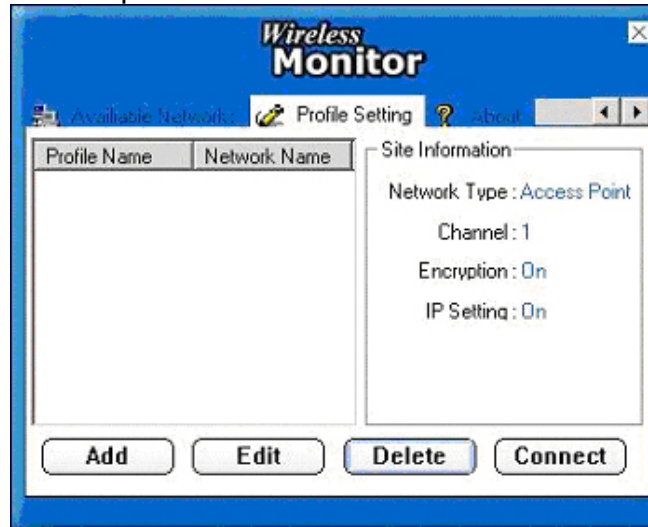 Wireless
Monitor
Availiable Network: Profile Setting About
Profile Name Network Name
Site Information
Network Type : Access Point
Channel : 1
Encryption : On
IP Setting : On
Add Edit Delete Connect